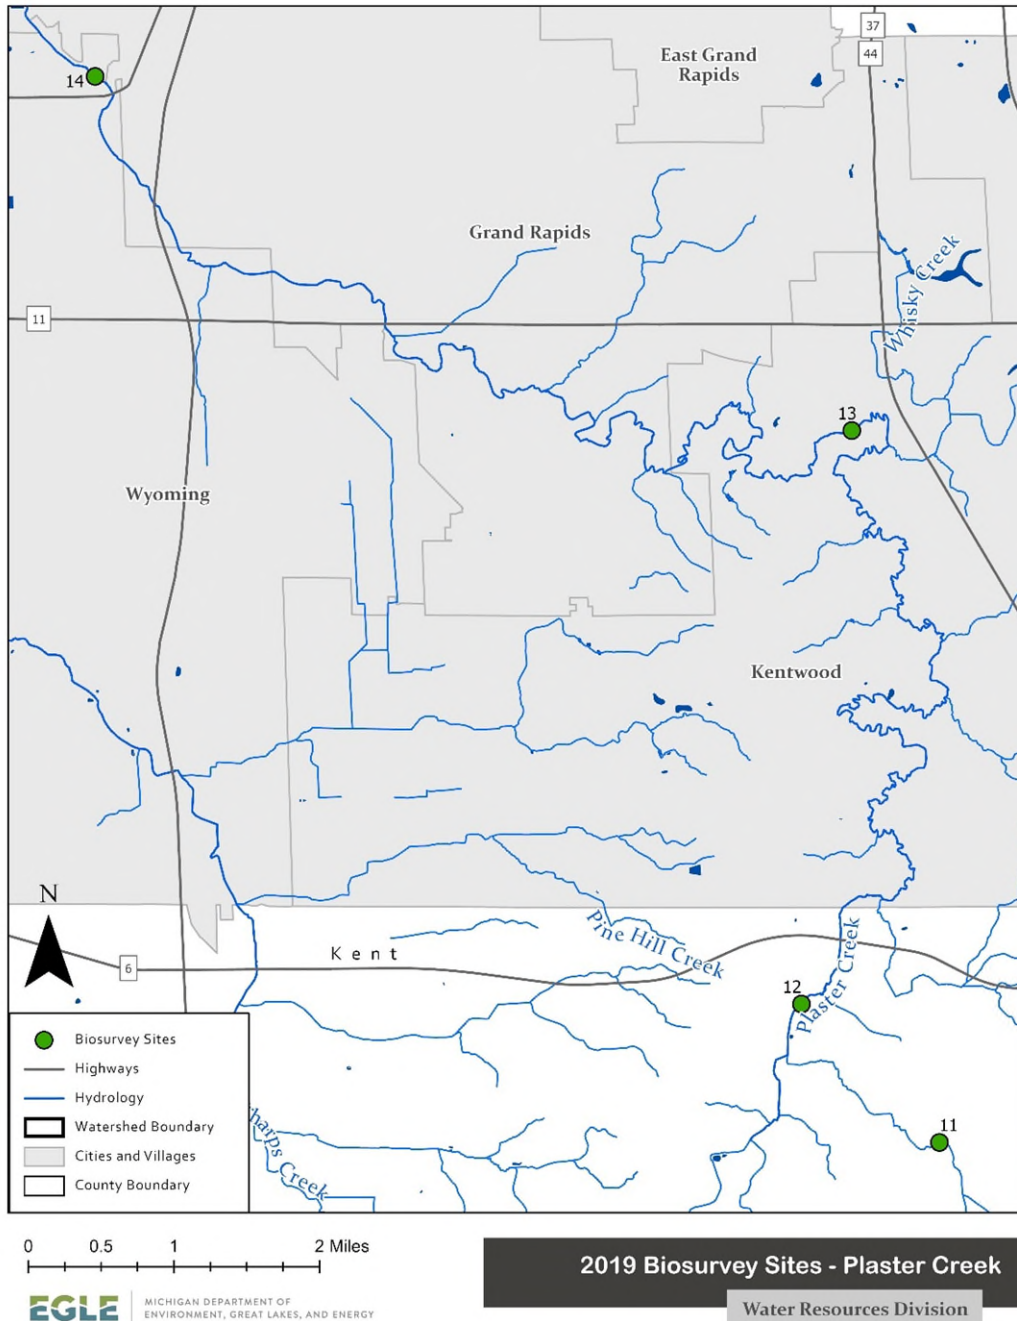 37
44
East Grand
Rapids
14
Grand Rapids
Whisky Creek
11
13
Wyoming
Kentwood
N
Kent
Pine Hill Creek
6
12
Plaster Creek
11
harps Creek
Biosurvey Sites
Highways
Hydrology
Watershed Boundary
Cities and Villages
County Boundary
0 0.5 1 2 Miles
2019 Biosurvey Sites - Plaster Creek
Water Resources Division
EGLE
MICHIGAN DEPARTMENT OF
ENVIRONMENT, GREAT LAKES, AND ENERGY